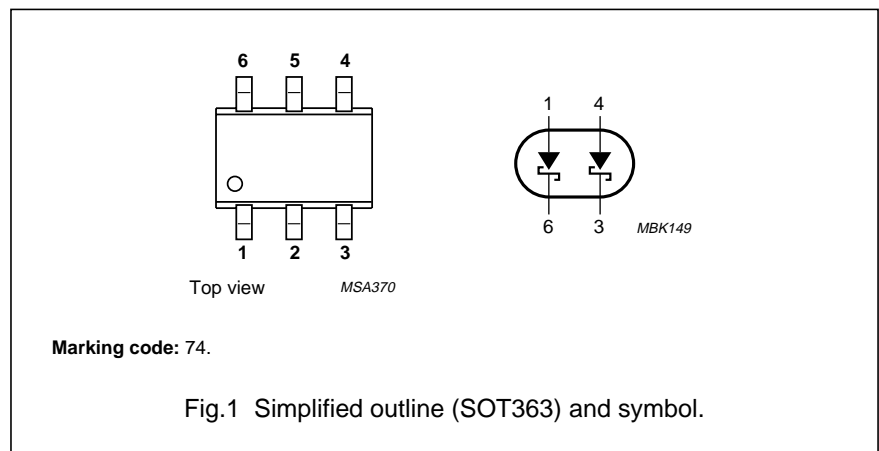 6 5 4
1 2 3
Top view MSA370
1 4
6 3 MBK149
Marking code: 74.
Fig.1 Simplified outline (SOT363) and symbol.